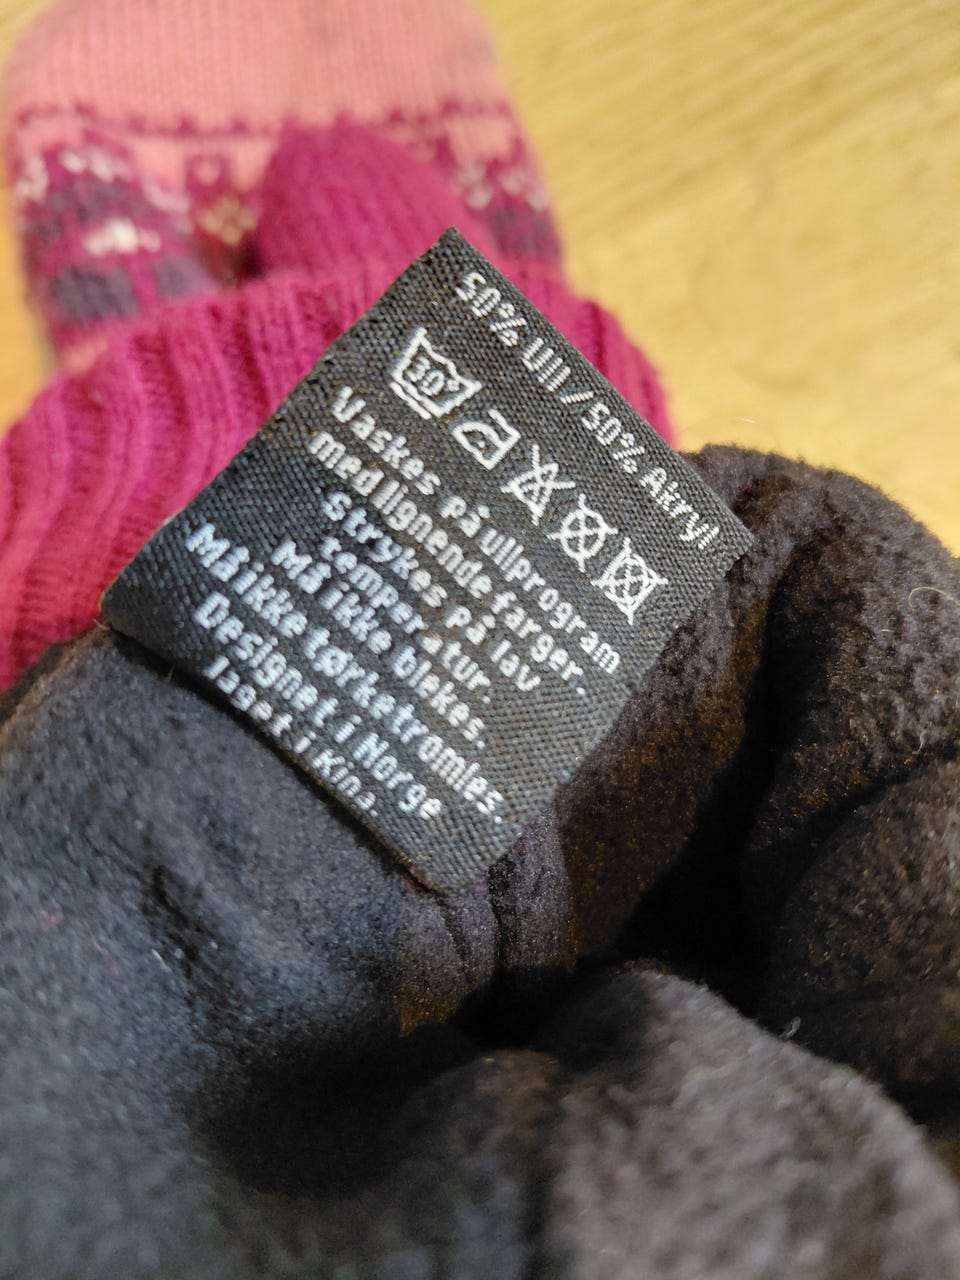 50% Ull / 50% Akryl
30°
Vaskes på ullprogram
med lignende farger.
Strykes på lav
temperatur.
Må ikke blekes.
Må ikke tørketromles.
Designet i Norge
laget i Kina